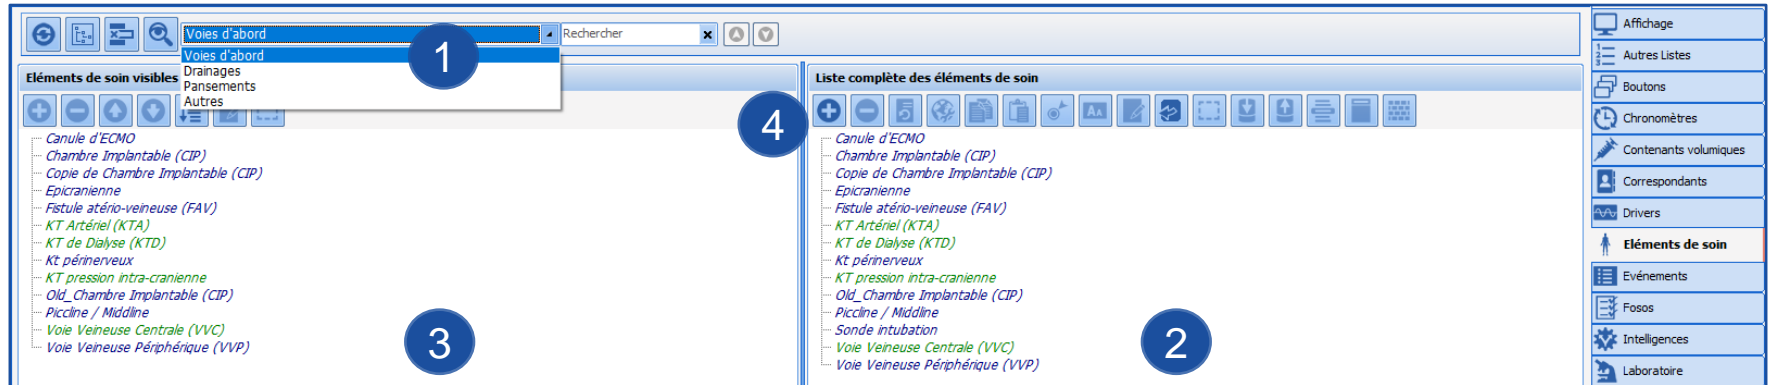 Voies d'abord
Rechercher
Voies d'abord
Drainages
Pansements
Autres
1
Eléments de soin visibles
Canule d'ECMO
Chambre Implantable (CIP)
Copie de Chambre Implantable (CIP)
Epicranienne
Fistule atério-veineuse (FAV)
KT Artériel (KTA)
KT de Dialyse (KTD)
Kt périnerveux
KT pression intra-cranienne
Old_Chambre Implantable (CIP)
Piccline / Middline
Voie Veineuse Centrale (VVC)
Voie Veineuse Périphérique (VVP)
3
4
Liste complète des éléments de soin
Canule d'ECMO
Chambre Implantable (CIP)
Copie de Chambre Implantable (CIP)
Epicranienne
Fistule atério-veineuse (FAV)
KT Artériel (KTA)
KT de Dialyse (KTD)
Kt périnerveux
KT pression intra-cranienne
Old_Chambre Implantable (CIP)
Piccline / Middline
Sonde intubation
Voie Veineuse Centrale (VVC)
Voie Veineuse Périphérique (VVP)
2
Affichage
Autres Listes
Boutons
Chronomètres
Contenants volumiques
Correspondants
Drivers
Eléments de soin
Evénements
Fosos
Intelligences
Laboratoire